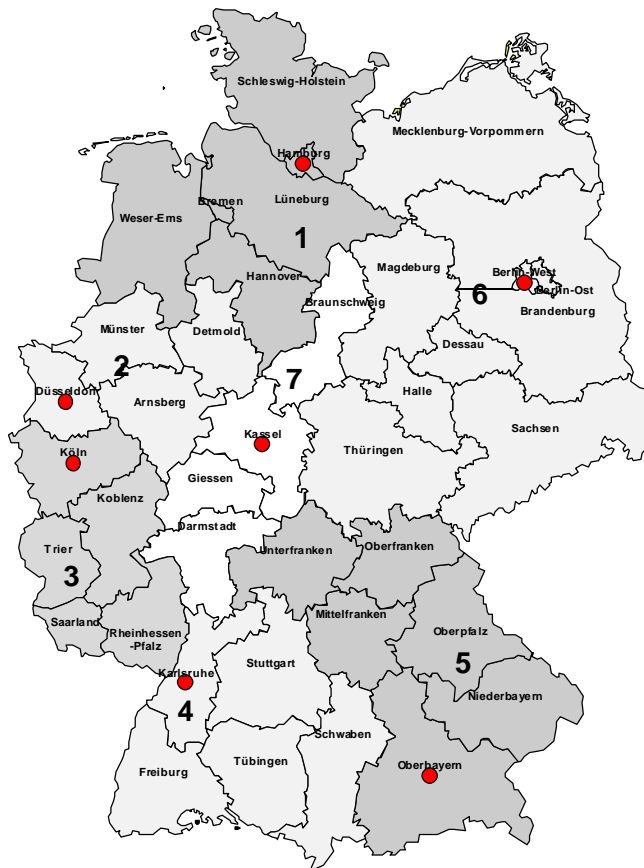 Schleswig-Holstein
Mecklenburg-Vorpommern
Hamburg
Bremen
Lüneburg
Weser-Ems
1
Hannover
Magdeburg
Berlin-West
Berlin-Ost
6
Braunschweig
Brandenburg
Münster
Detmold
2
Dessau
7
Düsseldorf
Arnsberg
Halle
Sachsen
Kassel
Köln
Thüringen
Giessen
Koblenz
Darmstadt
Trier
Unterfranken
Oberfranken
3
Saarland
Rheinhessen
-Pfalz
Mittelfranken
Oberpfalz
Stuttgart
5
Karlsruhe
Niederbayern
4
Schwaben
Freiburg
Tübingen
Oberbayern